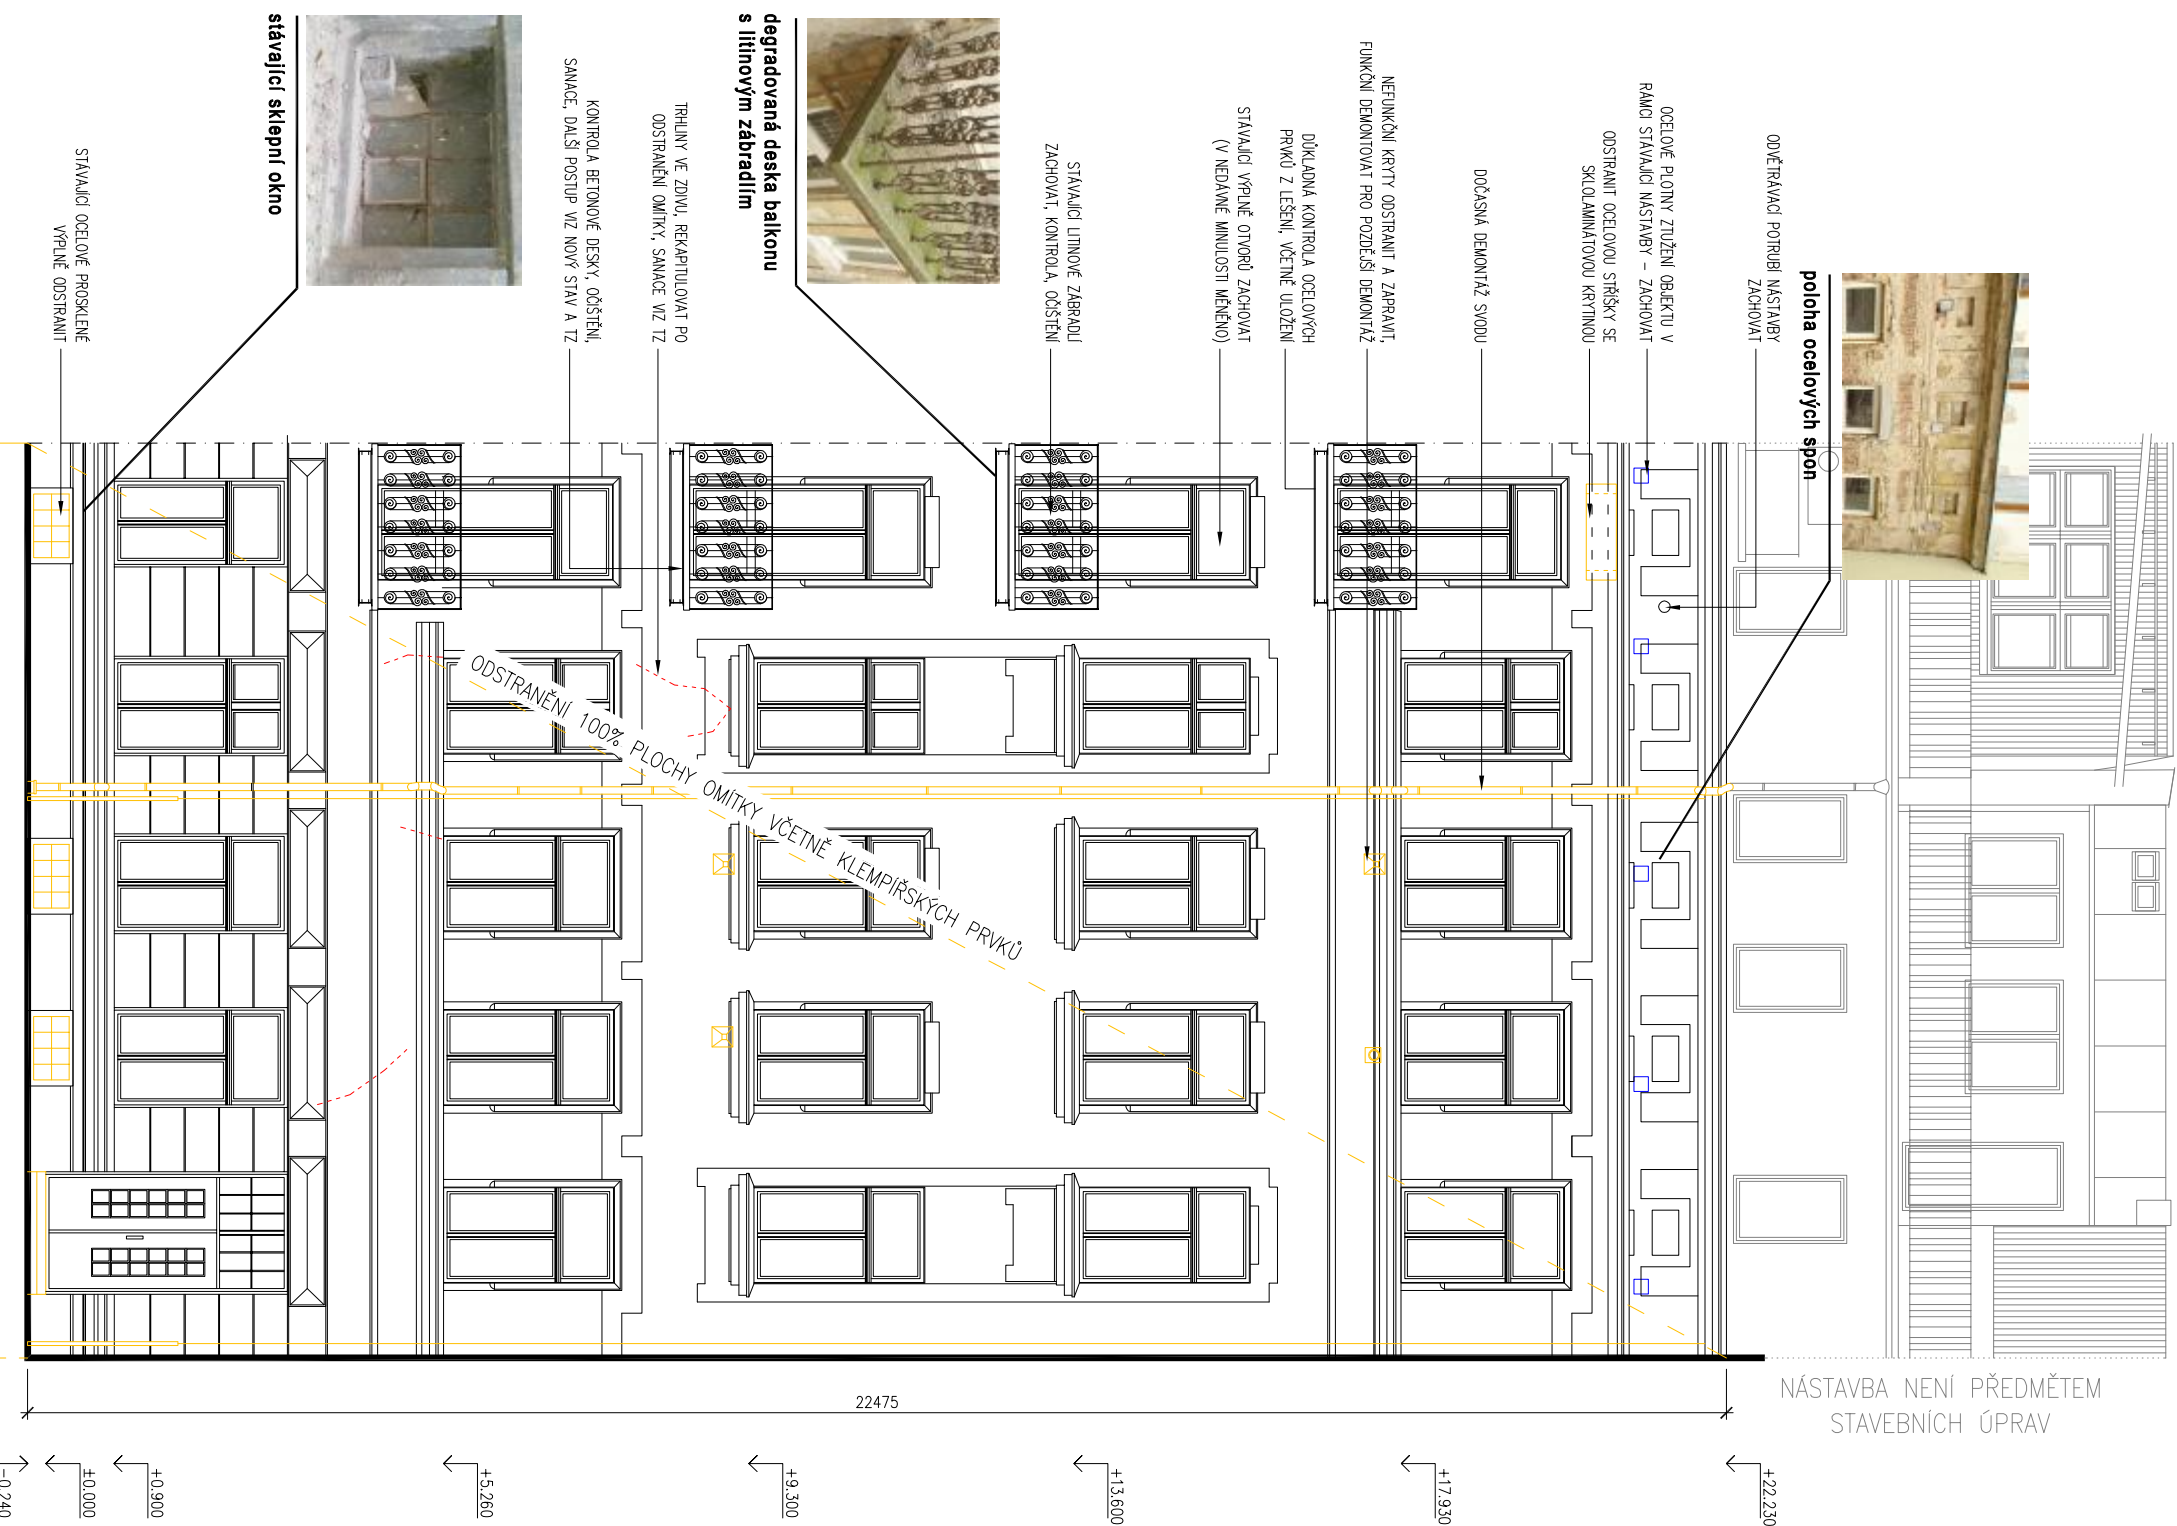 ODVĚTRÁVACÍ POTRUBÍ NÁSTAVBY
ZACHOVAT
poloha ocelových spon
OCELOVÉ PLOTNY ZTUŽENÍ OBJEKTU V
RÁMCI STÁVAJÍCÍ NÁSTAVBY – ZACHOVAT
ODSTRANIT OCELOVOU STŘÍŠKY SE
SKLOLAMINÁTOVOU KRYTINOU
DOČASNÁ DEMONTÁŽ SVODU
NEFUNKČNÍ KRYTY ODSTRANIT A ZAPRAVIT,
FUNKČNÍ DEMONTOVAT PRO POZDĚJŠÍ DEMONTÁŽ
DŮKLADNÁ KONTROLA OCELOVÝCH
PRVKŮ Z LEŠENÍ, VČETNĚ ULOŽENÍ
STÁVAJÍCÍ VÝPLNĚ OTVORŮ ZACHOVAT
(V NEDÁVNÉ MINULOSTI MĚNĚNO)
STÁVAJÍCÍ LITINOVÉ ZÁBRADLÍ
ZACHOVAT, KONTROLA, OČIŠTĚNÍ
degradovaná deska balkonu
s litinovým zábradlím
TRHLINY VE ZDIVU, REKAPITULOVAT PO
ODSTRANĚNÍ OMÍTKY, SANACE VIZ TZ
KONTROLA BETONOVÉ DESKY, OČIŠTĚNÍ,
SANACE, DALŠÍ POSTUP VIZ NOVÝ STAV A TZ
stávající sklepní okno
STÁVAJÍCÍ OCELOVÉ PROSKLENÉ
VÝPLNĚ ODSTRANIT
ODSTRANĚNÍ 100% PLOCHY OMÍTKY VČETNĚ KLEMPÍŘSKÝCH PRVKŮ
NÁSTAVBA NENÍ PŘEDMĚTEM
STAVEBNÍCH ÚPRAV
22475
+22.230
+17.930
+13.600
+9.300
+5.260
+0.900
±0.000
-0.240